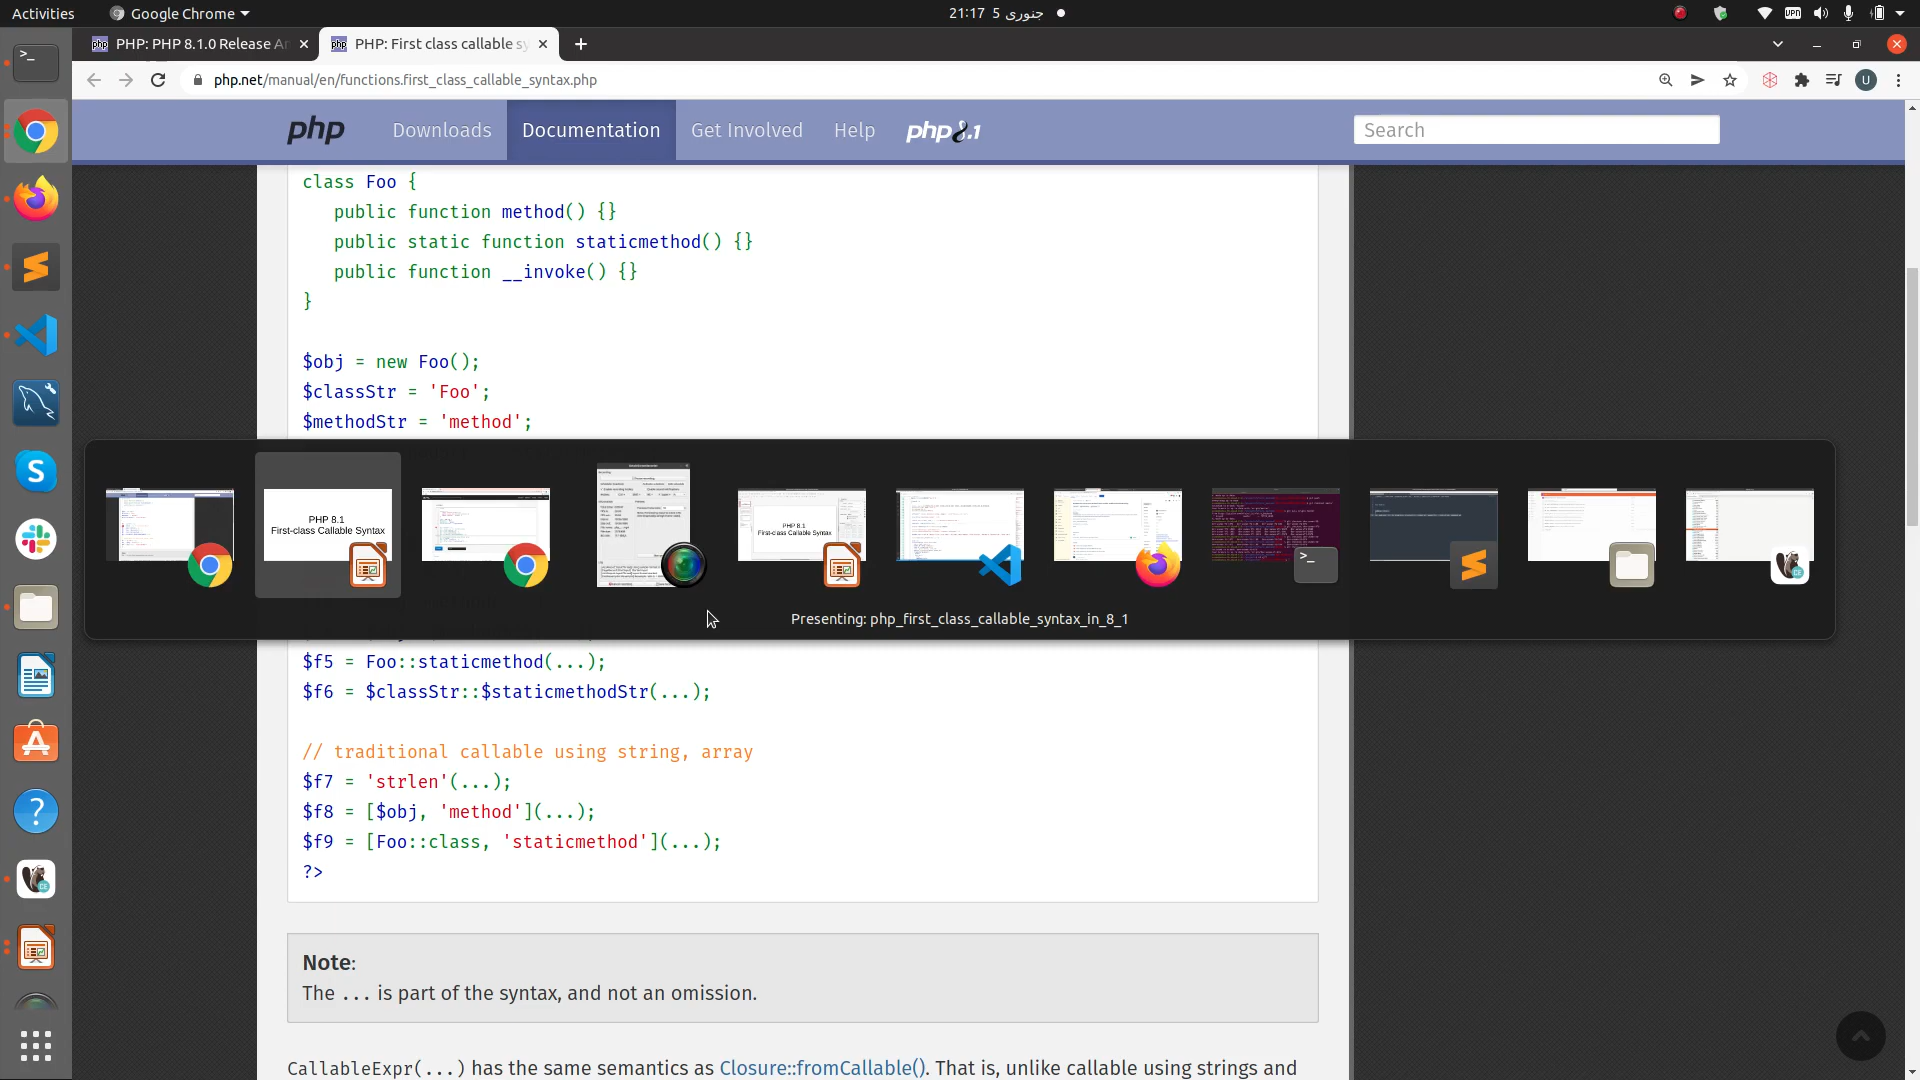 Activities
Google Chrome
21:17 5 جنوری
VPN
PHP: PHP 8.1.0 Release An
PHP: First class callable sy
php.net/manual/en/functions.first_class_callable_syntax.php
U
php
Downloads
Documentation
Get Involved
Help
php8.1
Search
class Foo {
public function method() {}
public static function staticmethod() {}
public function __invoke() {}
}
$obj = new Foo();
$classStr = 'Foo';
$methodStr = 'method';
PHP 8.1
First-class Callable Syntax
PHP 8.1
First-class Callable Syntax
Presenting: php_first_class_callable_syntax_in_8_1
$f5 = Foo::staticmethod(...);
$f6 = $classStr::$staticmethodStr(...);
// traditional callable using string, array
$f7 = 'strlen'(...);
$f8 = [$obj, 'method'](...);
$f9 = [Foo::class, 'staticmethod'](...);
?>
Note:
The ... is part of the syntax, and not an omission.
CallableExpr(...) has the same semantics as Closure::fromCallable(). That is, unlike callable using strings and